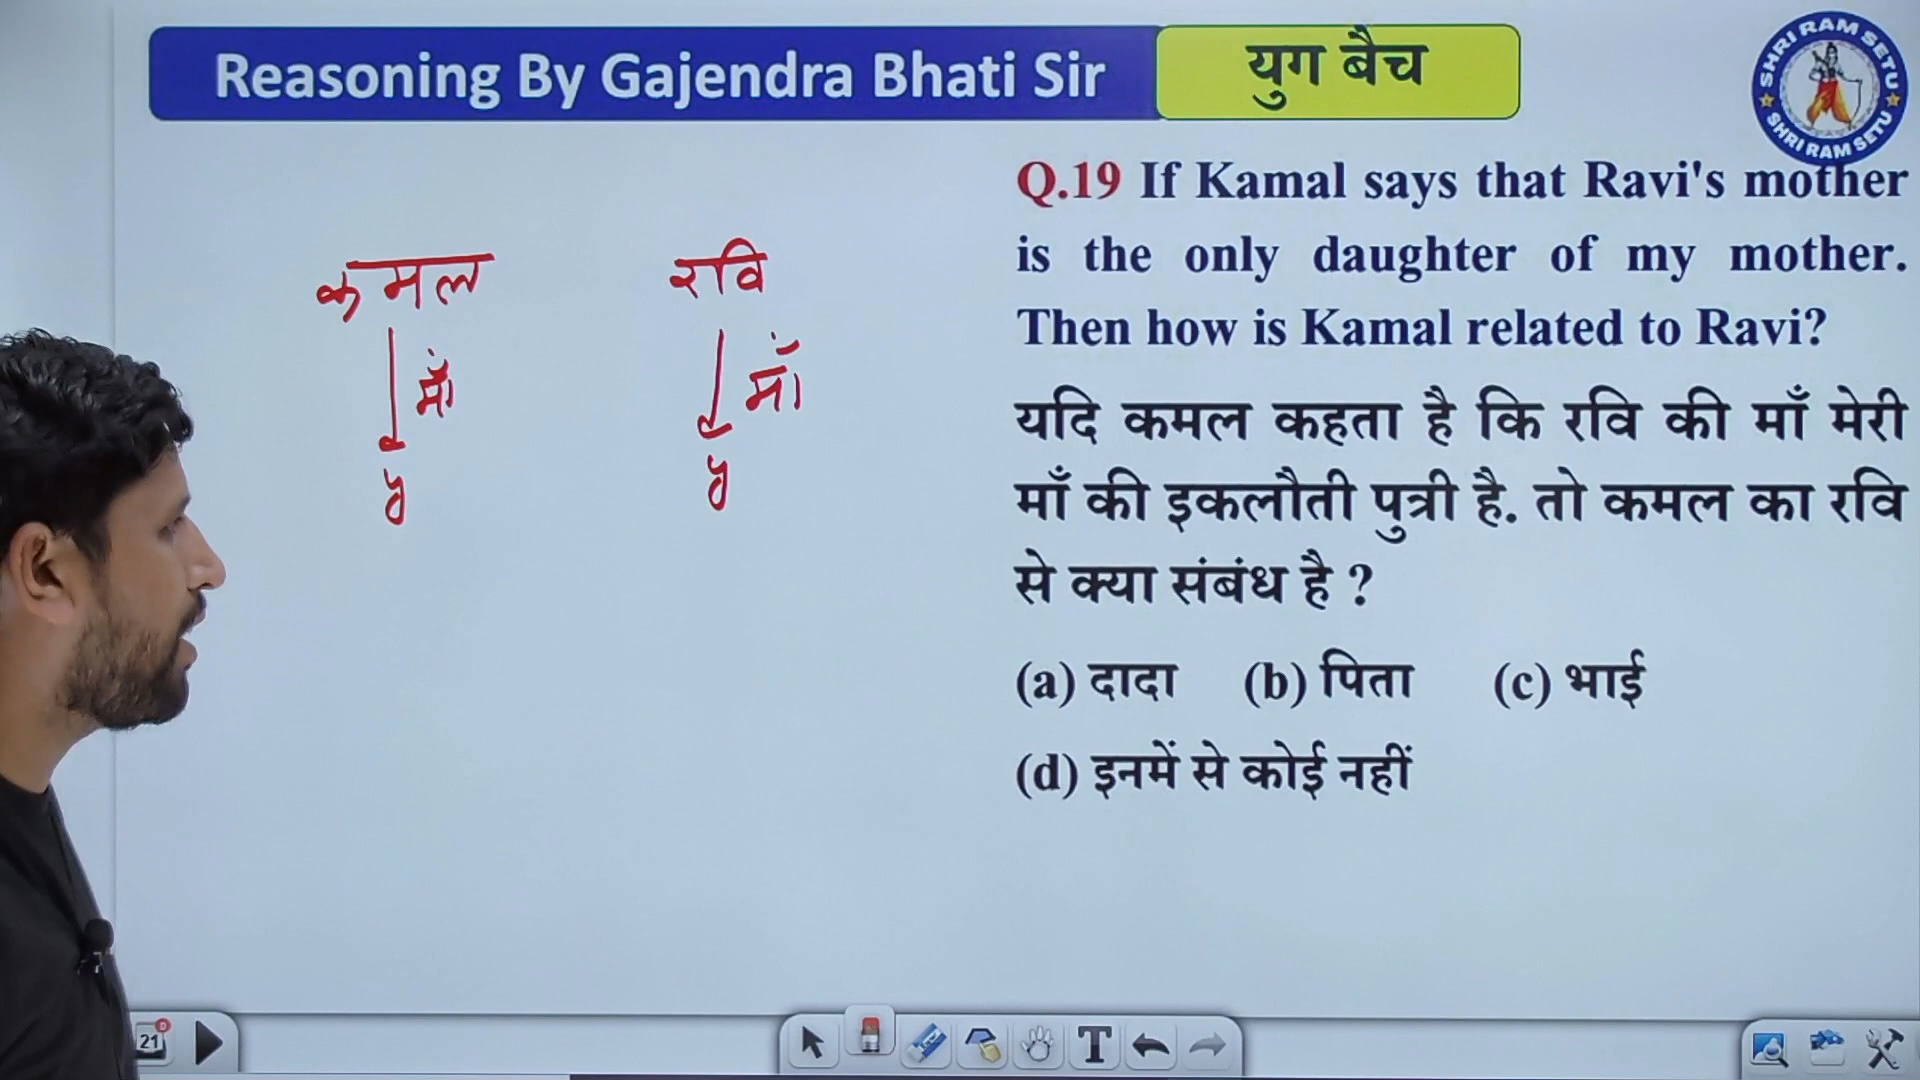 Reasoning By Gajendra Bhati Sir
युग बैच
SHRI RAM SETU
SHRI RAM SETU
Q.19 If Kamal says that Ravi's mother
is the only daughter of my mother.
Then how is Kamal related to Ravi?
यदि कमल कहता है कि रवि की माँ मेरी
माँ की इकलौती पुत्री है. तो कमल का रवि
से क्या संबंध है ?
(a) दादा (b) पिता (c) भाई
(d) इनमें से कोई नहीं
कमल रवि
माँ माँ
y y
21
T